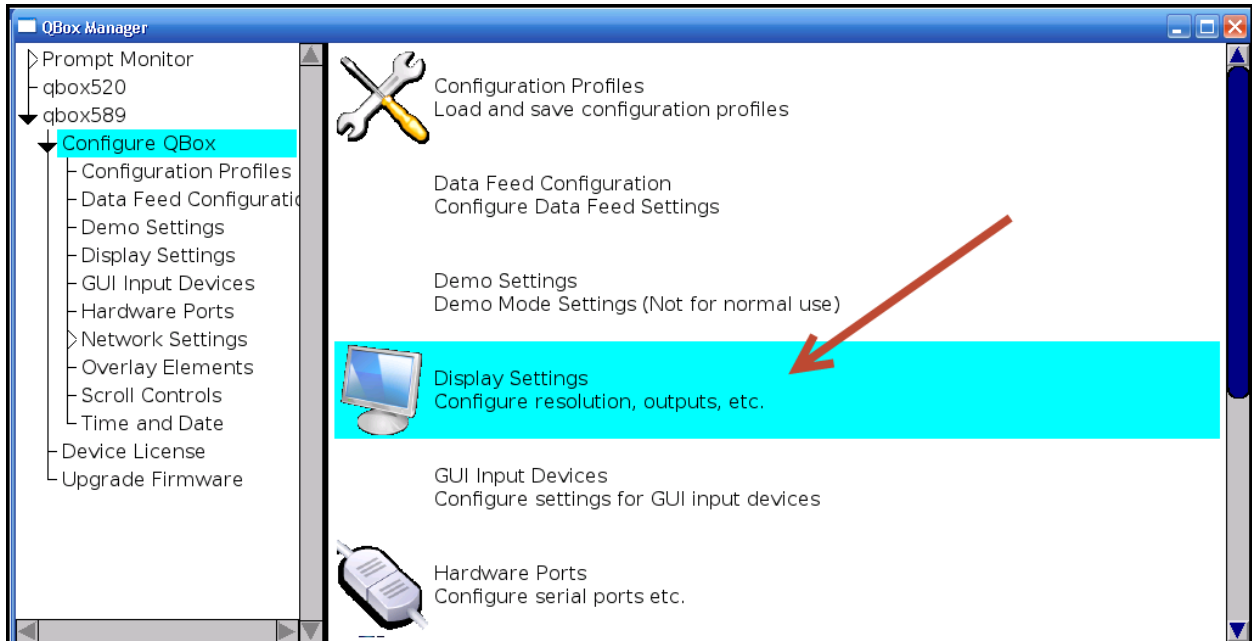 QBox Manager
Prompt Monitor
qbox520
qbox589
Configure QBox
Configuration Profiles
Data Feed Configuratio
Demo Settings
Display Settings
GUI Input Devices
Hardware Ports
Network Settings
Overlay Elements
Scroll Controls
Time and Date
Device License
Upgrade Firmware
Configuration Profiles
Load and save configuration profiles
Data Feed Configuration
Configure Data Feed Settings
Demo Settings
Demo Mode Settings (Not for normal use)
Display Settings
Configure resolution, outputs, etc.
GUI Input Devices
Configure settings for GUI input devices
Hardware Ports
Configure serial ports etc.